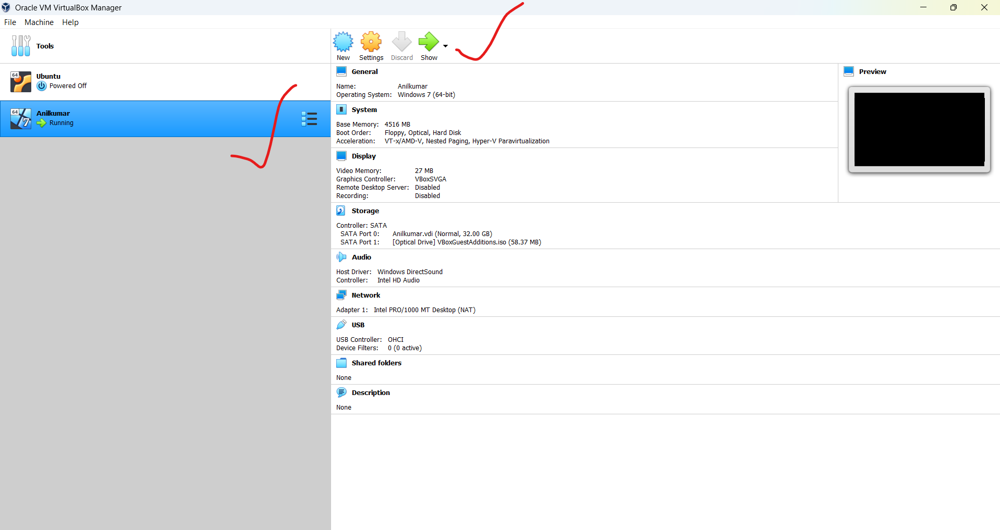 Oracle VM VirtualBox Manager
File Machine Help
Tools
New Settings Discard Show
64 Ubuntu
Powered Off
64 7 Anilkumar
Running
General
Name: Anilkumar
Operating System: Windows 7 (64-bit)
Preview
System
Base Memory: 4516 MB
Boot Order: Floppy, Optical, Hard Disk
Acceleration: VT-x/AMD-V, Nested Paging, Hyper-V Paravirtualization
Display
Video Memory: 27 MB
Graphics Controller: VBoxSVGA
Remote Desktop Server: Disabled
Recording: Disabled
Storage
Controller: SATA
SATA Port 0: Anilkumar.vdi (Normal, 32.00 GB)
SATA Port 1: [Optical Drive] VBoxGuestAdditions.iso (58.37 MB)
Audio
Host Driver: Windows DirectSound
Controller: Intel HD Audio
Network
Adapter 1: Intel PRO/1000 MT Desktop (NAT)
USB
USB Controller: OHCI
Device Filters: 0 (0 active)
Shared folders
None
Description
None